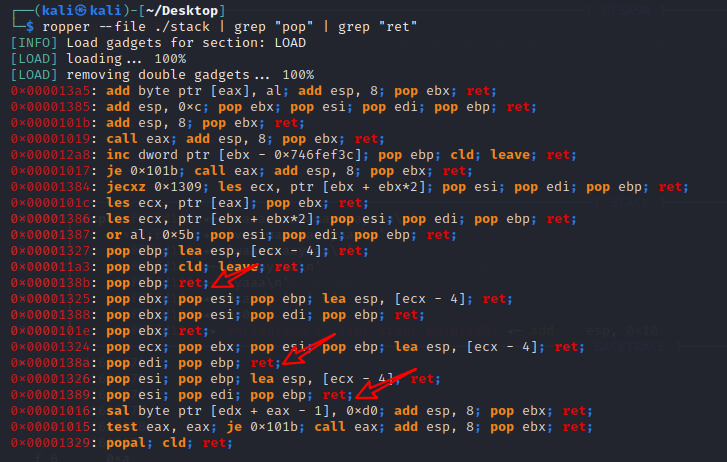 ┌──(kali㉿kali)-[~/Desktop]
└─$ ropper --file ./stack | grep "pop" | grep "ret"
[INFO] Load gadgets for section: LOAD
[LOAD] loading... 100%
[LOAD] removing double gadgets... 100%
0×000013a5: add byte ptr [eax], al; add esp, 8; pop ebx; ret;
0×00001385: add esp, 0×c; pop ebx; pop esi; pop edi; pop ebp; ret;
0×0000101b: add esp, 8; pop ebx; ret;
0×00001019: call eax; add esp, 8; pop ebx; ret;
0×000012a8: inc dword ptr [ebx - 0×746fef3c]; pop ebp; cld; leave; ret;
0×00001017: je 0×101b; call eax; add esp, 8; pop ebx; ret;
0×00001384: jecxz 0×1309; les ecx, ptr [ebx + ebx*2]; pop esi; pop edi; pop ebp; ret;
0×0000101c: les ecx, ptr [eax]; pop ebx; ret;
0×00001386: les ecx, ptr [ebx + ebx*2]; pop esi; pop edi; pop ebp; ret;
0×00001387: or al, 0×5b; pop esi; pop edi; pop ebp; ret;
0×00001327: pop ebp; lea esp, [ecx - 4]; ret;
0×000011a3: pop ebp; cld; leave; ret;
0×0000138b: pop ebp; ret;
0×00001325: pop ebx; pop esi; pop ebp; lea esp, [ecx - 4]; ret;
0×00001388: pop ebx; pop esi; pop edi; pop ebp; ret;
0×0000101e: pop ebx; ret;
0×00001324: pop ecx; pop ebx; pop esi; pop ebp; lea esp, [ecx - 4]; ret;
0×0000138a: pop edi; pop ebp; ret;
0×00001326: pop esi; pop ebp; lea esp, [ecx - 4]; ret;
0×00001389: pop esi; pop edi; pop ebp; ret;
0×00001016: sal byte ptr [edx + eax - 1], 0×d0; add esp, 8; pop ebx; ret;
0×00001015: test eax, eax; je 0×101b; call eax; add esp, 8; pop ebx; ret;
0×00001329: popal; cld; ret;